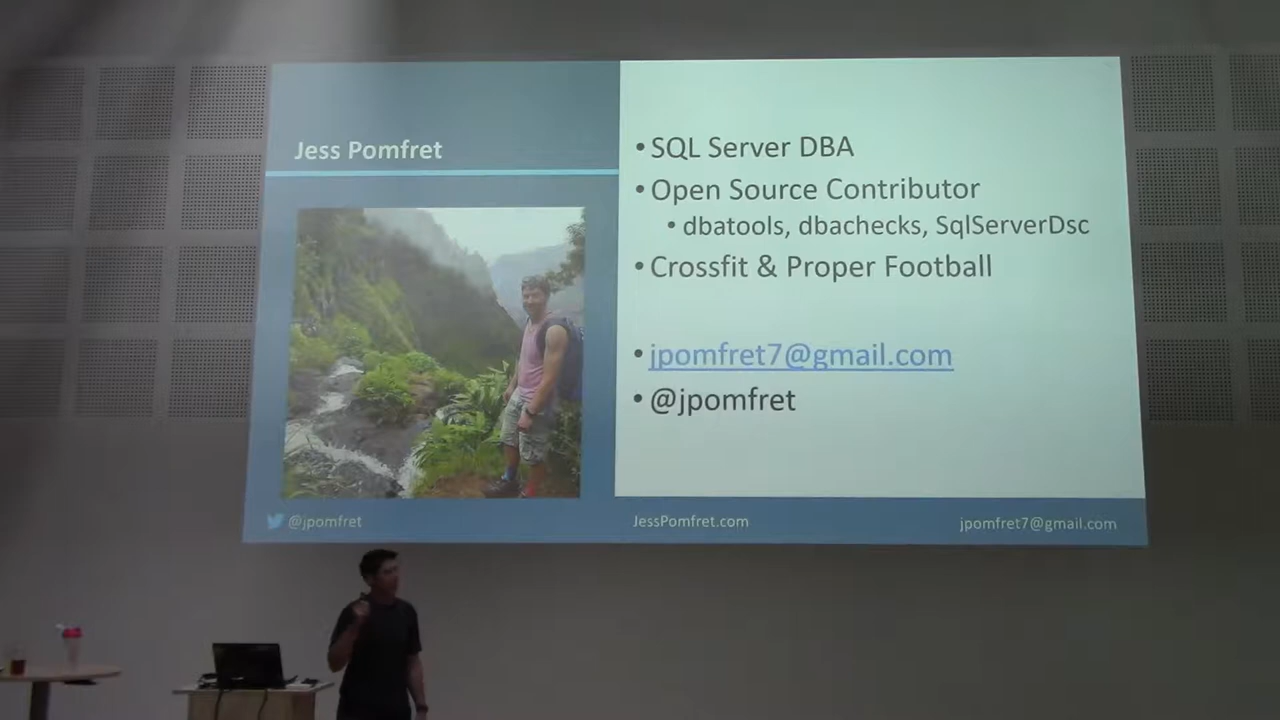 Jess Pomfret
• SQL Server DBA
• Open Source Contributor
• dbatools, dbachecks, SqlServerDsc
• Crossfit & Proper Football
• jpomfret7@gmail.com
• @jpomfret
@jpomfret
JessPomfret.com
jpomfret7@gmail.com